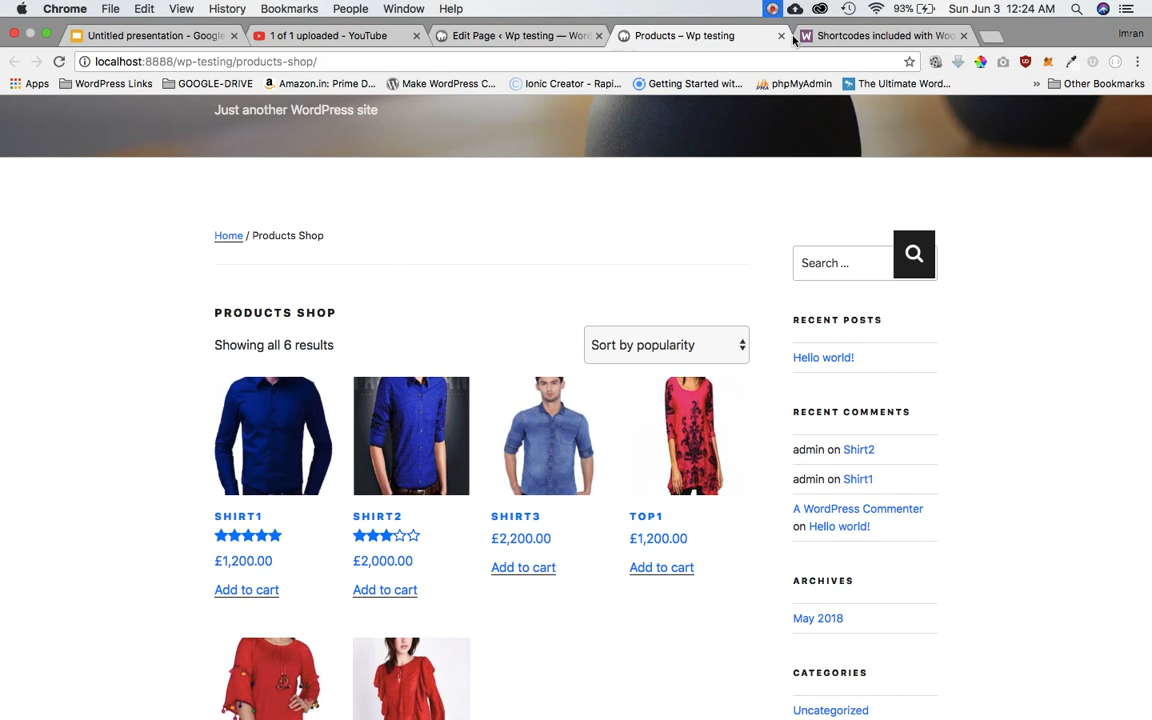 Chrome File Edit View History Bookmarks People Window Help 93% Sun Jun 3 12:24 AM
Untitled presentation - Google 1 of 1 uploaded - YouTube Edit Page ‹ Wp testing — Word Products – Wp testing Shortcodes included with Woo Imran
localhost:8888/wp-testing/products-shop/
Apps WordPress Links GOOGLE-DRIVE Amazon.in: Prime D... Make WordPress C... Ionic Creator - Rapi... Getting Started wit... phpMyAdmin The Ultimate Word... » Other Bookmarks
Just another WordPress site
Home / Products Shop
Search …
PRODUCTS SHOP
Showing all 6 results
Sort by popularity
SHIRT1 SHIRT2 SHIRT3 TOP1
£2,200.00 £1,200.00
£1,200.00 £2,000.00
Add to cart Add to cart
Add to cart Add to cart
RECENT POSTS
Hello world!
RECENT COMMENTS
admin on Shirt2
admin on Shirt1
A WordPress Commenter
on Hello world!
ARCHIVES
May 2018
CATEGORIES
Uncategorized